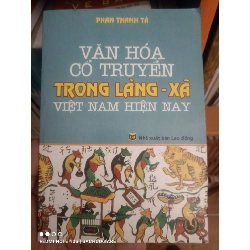 PHAN THANH TÁ
VĂN HÓA
CỔ TRUYỀN
TRONG LÀNG - XÃ
VIỆT NAM HIỆN NAY
Nhà xuất bản Lao động